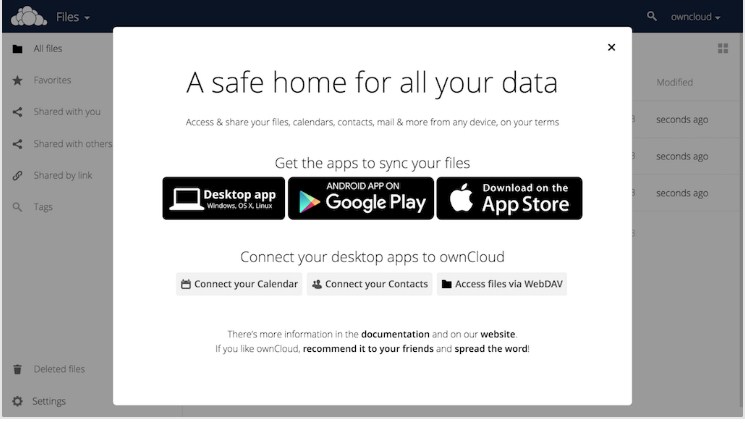 Files
owncloud
All files
Favorites
Shared with you
Shared with others
Shared by link
Tags
Deleted files
Settings
Modified
seconds ago
seconds ago
seconds ago
A safe home for all your data
Access & share your files, calendars, contacts, mail & more from any device, on your terms
Get the apps to sync your files
Desktop app
Windows, OS X, Linux
ANDROID APP ON
Google Play
Download on the
App Store
Connect your desktop apps to ownCloud
Connect your Calendar
Connect your Contacts
Access files via WebDAV
There's more information in the documentation and on our website.
If you like ownCloud, recommend it to your friends and spread the word!